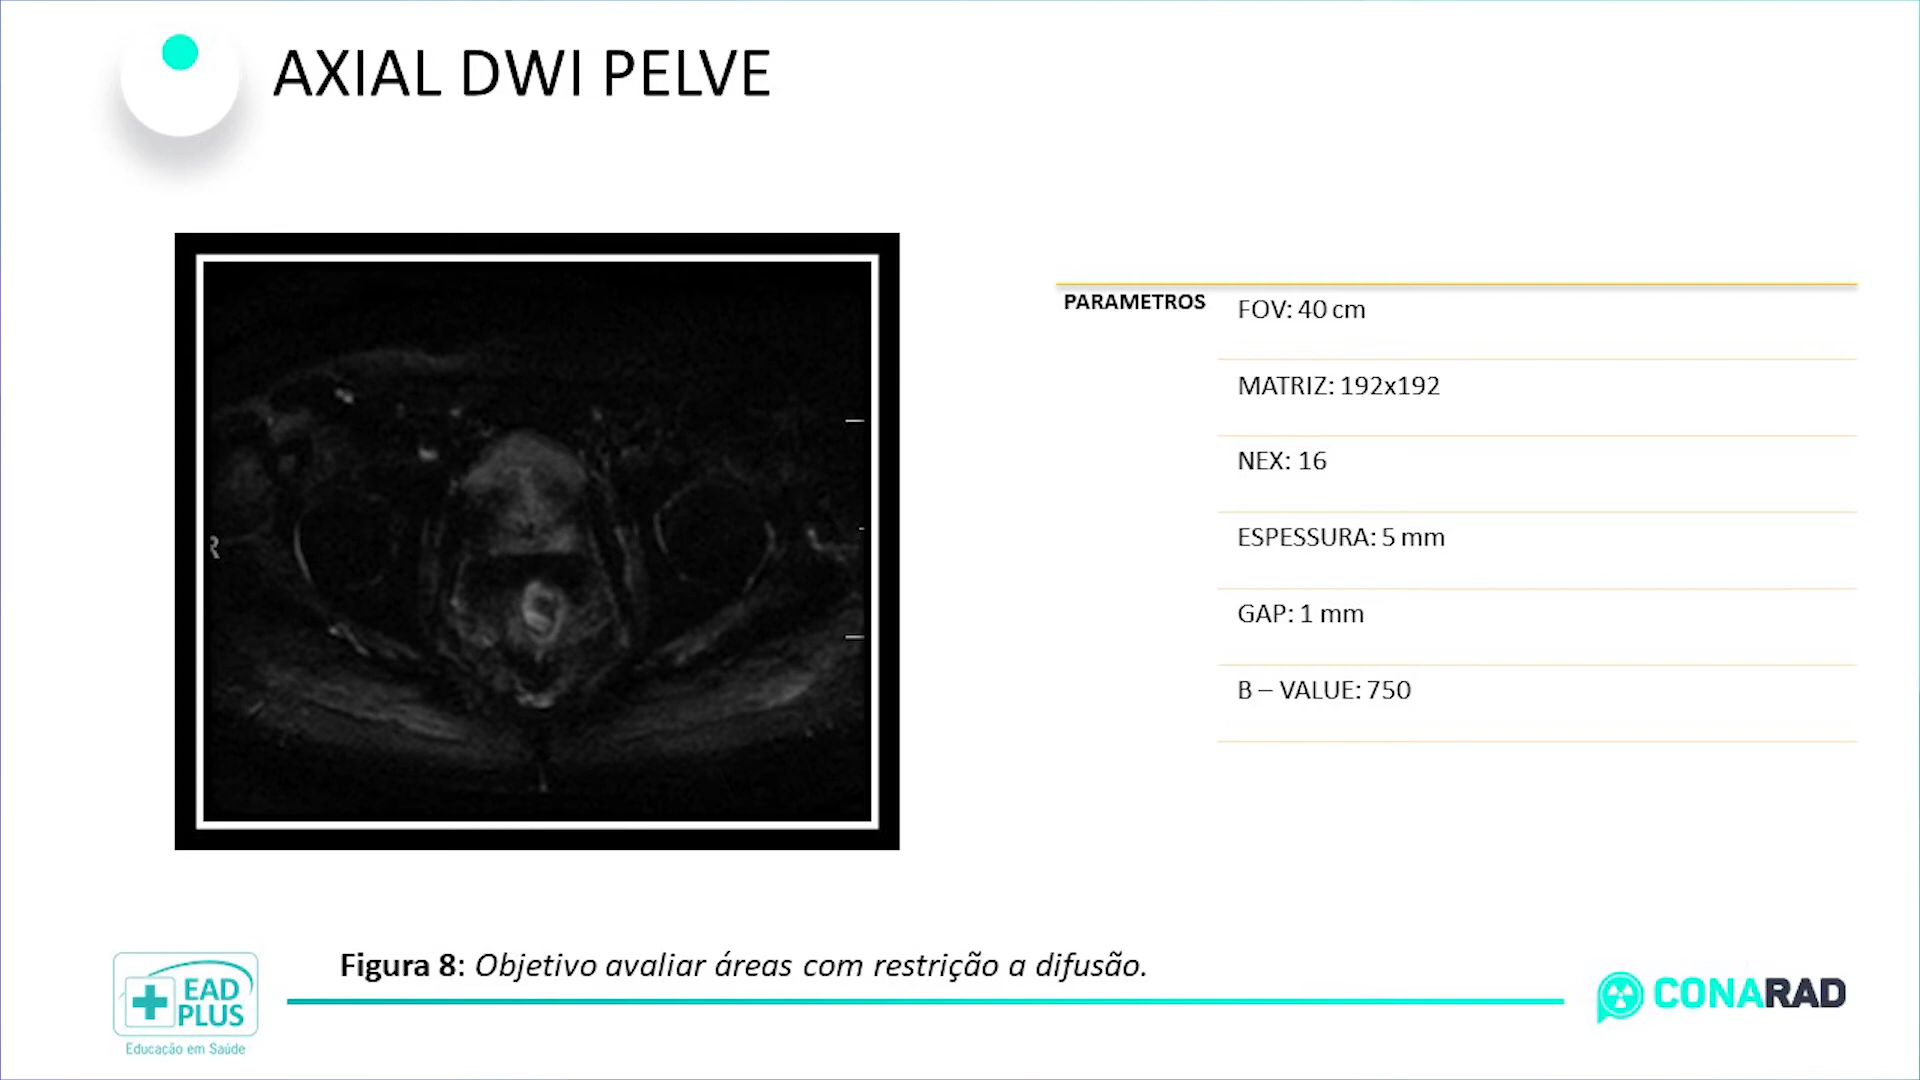 AXIAL DWI PELVE
R
PARAMETROS
FOV: 40 cm
MATRIZ: 192x192
NEX: 16
ESPESSURA: 5 mm
GAP: 1 mm
B – VALUE: 750
Figura 8: Objetivo avaliar áreas com restrição a difusão.
EAD
PLUS
Educação em Saúde
CONARAD